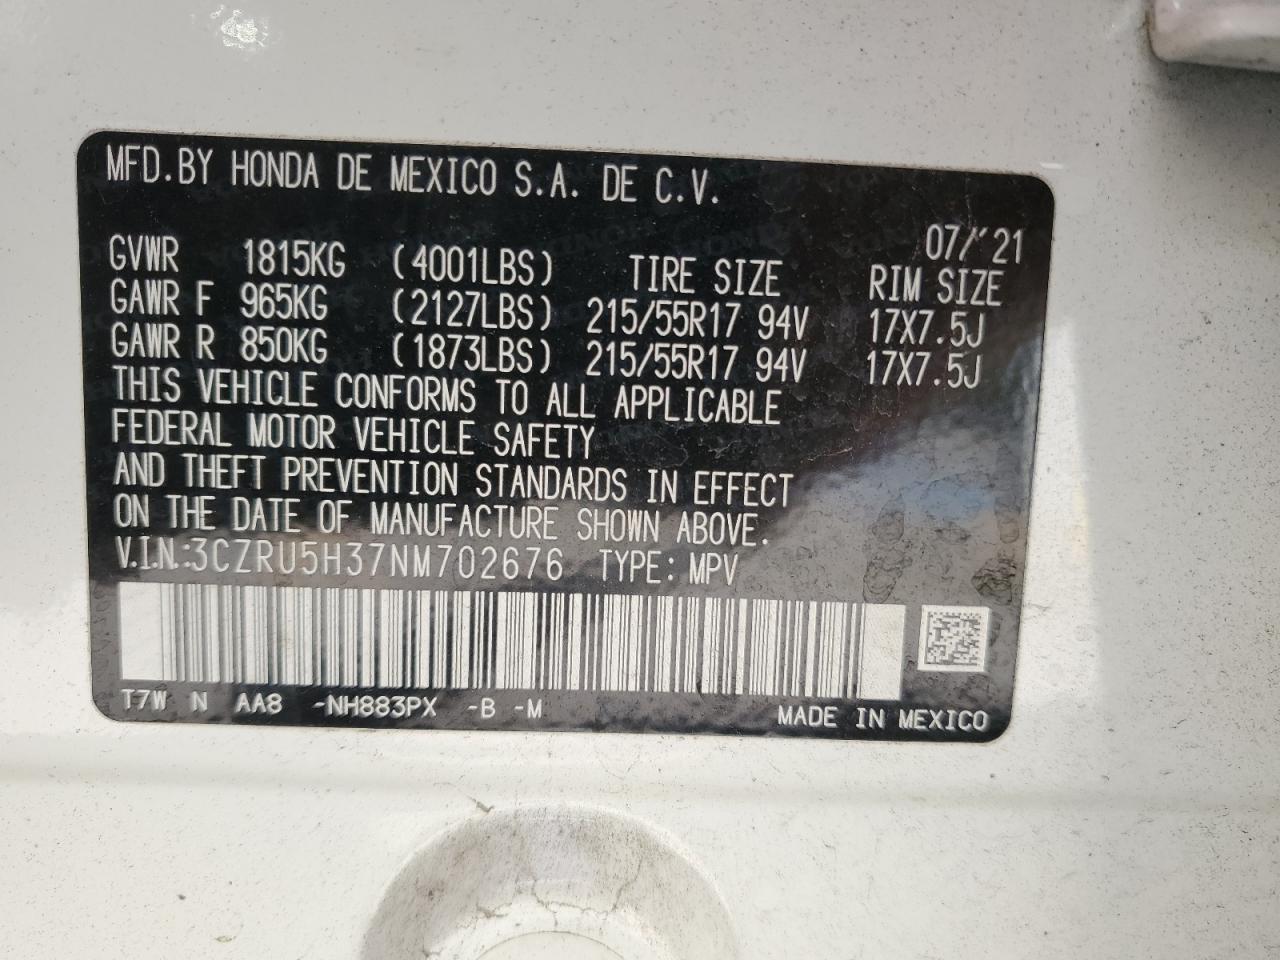 MFD.BY HONDA DE MEXICO S.A. DE C.V.
07/'21
GVWR 1815KG (4001LBS) TIRE SIZE RIM SIZE
GAWR F 965KG (2127LBS) 215/55R17 94V 17X7.5J
GAWR R 850KG (1873LBS) 215/55R17 94V 17X7.5J
THIS VEHICLE CONFORMS TO ALL APPLICABLE
FEDERAL MOTOR VEHICLE SAFETY
AND THEFT PREVENTION STANDARDS IN EFFECT
ON THE DATE OF MANUFACTURE SHOWN ABOVE.
V.I.N.:3CZRU5H37NM702676 TYPE: MPV
T7W N AA8 -NH883PX -B -M MADE IN MEXICO